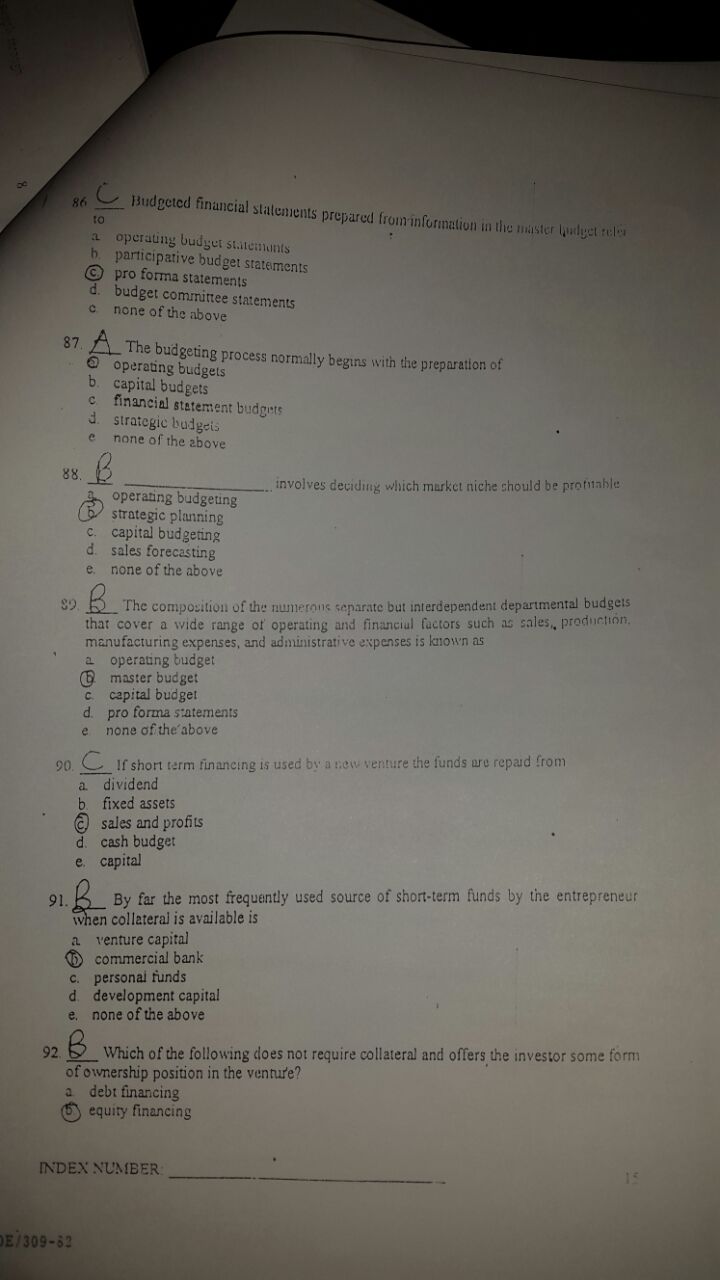 86 C Budgeted financial statements prepared from information in the master budget refer
to
a operating budget statements
b. participative budget statements
c. pro forma statements
d. budget committee statements
e. none of the above
87. A The budgeting process normally begins with the preparation of
a operating budgets
b. capital budgets
c financial statement budgets
d. strategic budgets
e none of the above
88. B ____________ involves deciding which market niche should be profitable
a. operating budgeting
b strategic planning
c. capital budgeting
d. sales forecasting
e. none of the above
89. B The composition of the numerous separate but interdependent departmental budgets
that cover a wide range of operating and financial factors such as sales, production,
manufacturing expenses, and administrative expenses is known as
a operating budget
b master budget
c. capital budget
d. pro forma statements
e none of the above
90. C If short term financing is used by a new venture the funds are repaid from
a. dividend
b. fixed assets
c sales and profits
d. cash budget
e. capital
91. B By far the most frequently used source of short-term funds by the entrepreneur
when collateral is available is
a venture capital
b commercial bank
c. personal funds
d. development capital
e. none of the above
92. B Which of the following does not require collateral and offers the investor some form
of ownership position in the venture?
a debt financing
b equity financing
INDEX NUMBER: ____________
15
DE/309-82